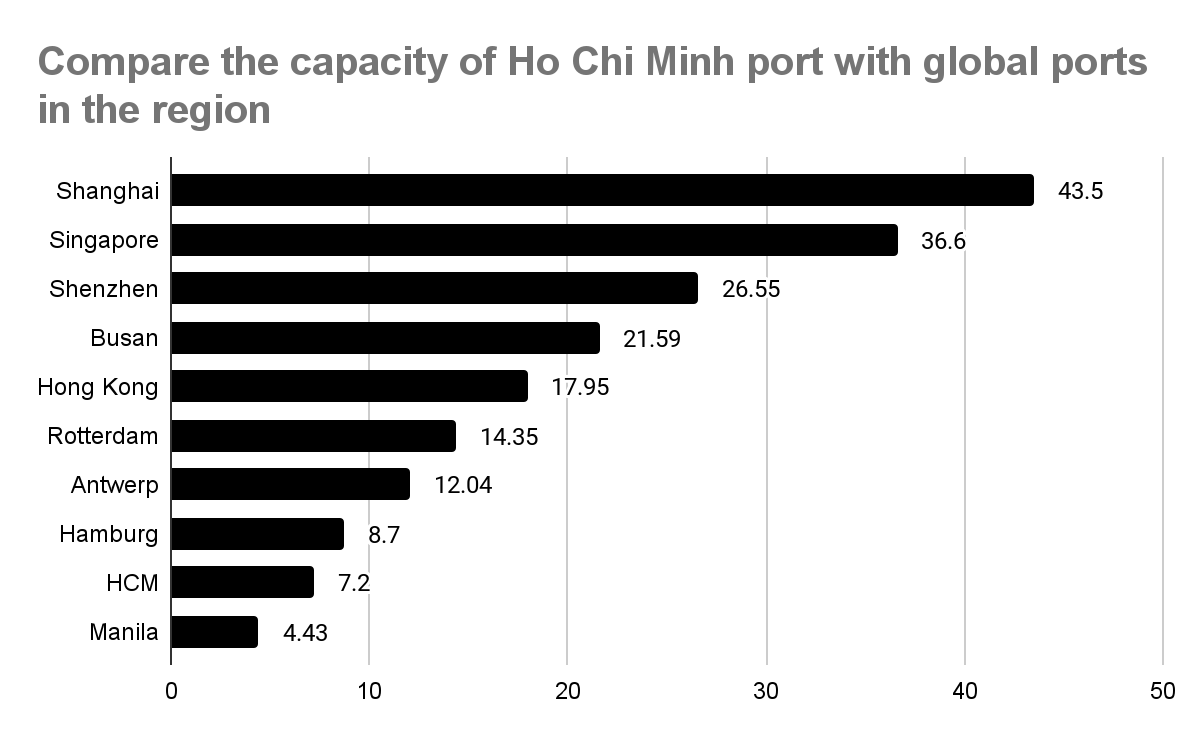 Compare the capacity of Ho Chi Minh port with global ports
in the region
Shanghai 43.5
Singapore 36.6
Shenzhen 26.55
Busan 21.59
Hong Kong 17.95
Rotterdam 14.35
Antwerp 12.04
Hamburg 8.7
HCM 7.2
Manila 4.43
0 10 20 30 40 50